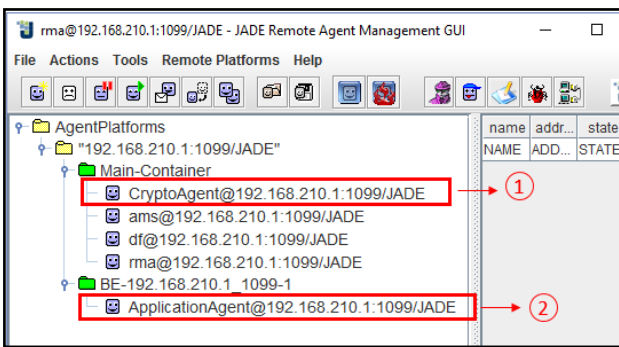 rma@192.168.210.1:1099/JADE - JADE Remote Agent Management GUI
File Actions Tools Remote Platforms Help
AgentPlatforms
"192.168.210.1:1099/JADE"
Main-Container
CryptoAgent@192.168.210.1:1099/JADE
ams@192.168.210.1:1099/JADE
df@192.168.210.1:1099/JADE
rma@192.168.210.1:1099/JADE
BE-192.168.210.1_1099-1
ApplicationAgent@192.168.210.1:1099/JADE
name addr... state
NAME ADD... STATE
1
2